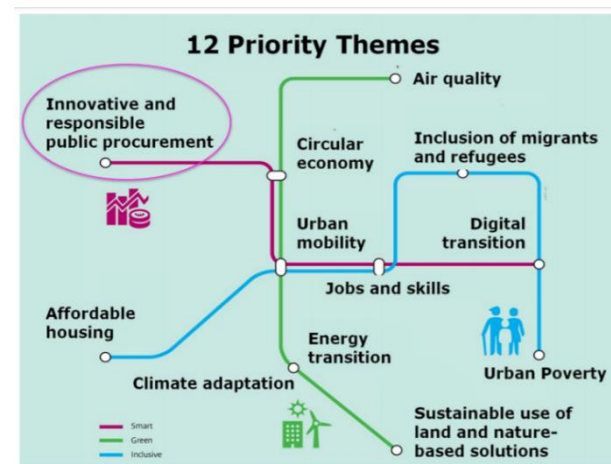 12 Priority Themes
Air quality
Innovative and
responsible
public procurement
Circular
economy
Inclusion of migrants
and refugees
Urban
mobility
Digital
transition
Jobs and skills
Affordable
housing
Energy
transition
Climate adaptation
Urban Poverty
Sustainable use of
land and nature-
based solutions
Smart
Green
Inclusive